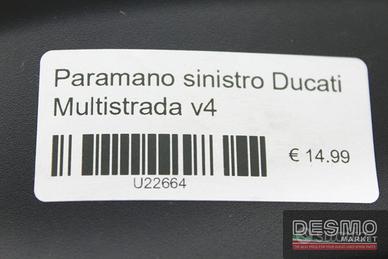 Paramano sinistro Ducati
Multistrada v4
€ 14.99
U22664
DESMO
MARKET